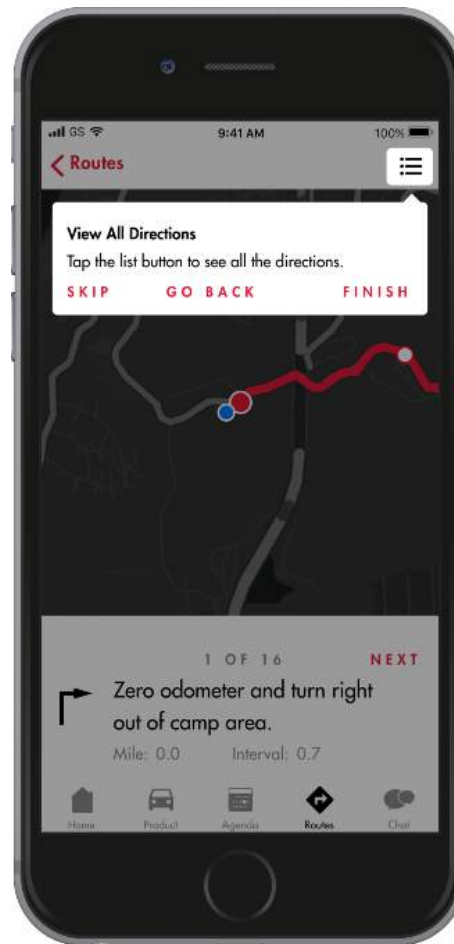 GS 9:41 AM 100%
Routes
View All Directions
Tap the list button to see all the directions.
SKIP GO BACK FINISH
1 OF 16 NEXT
Zero odometer and turn right
out of camp area.
Mile: 0.0 Interval: 0.7
Home Product Agenda Routes Chat